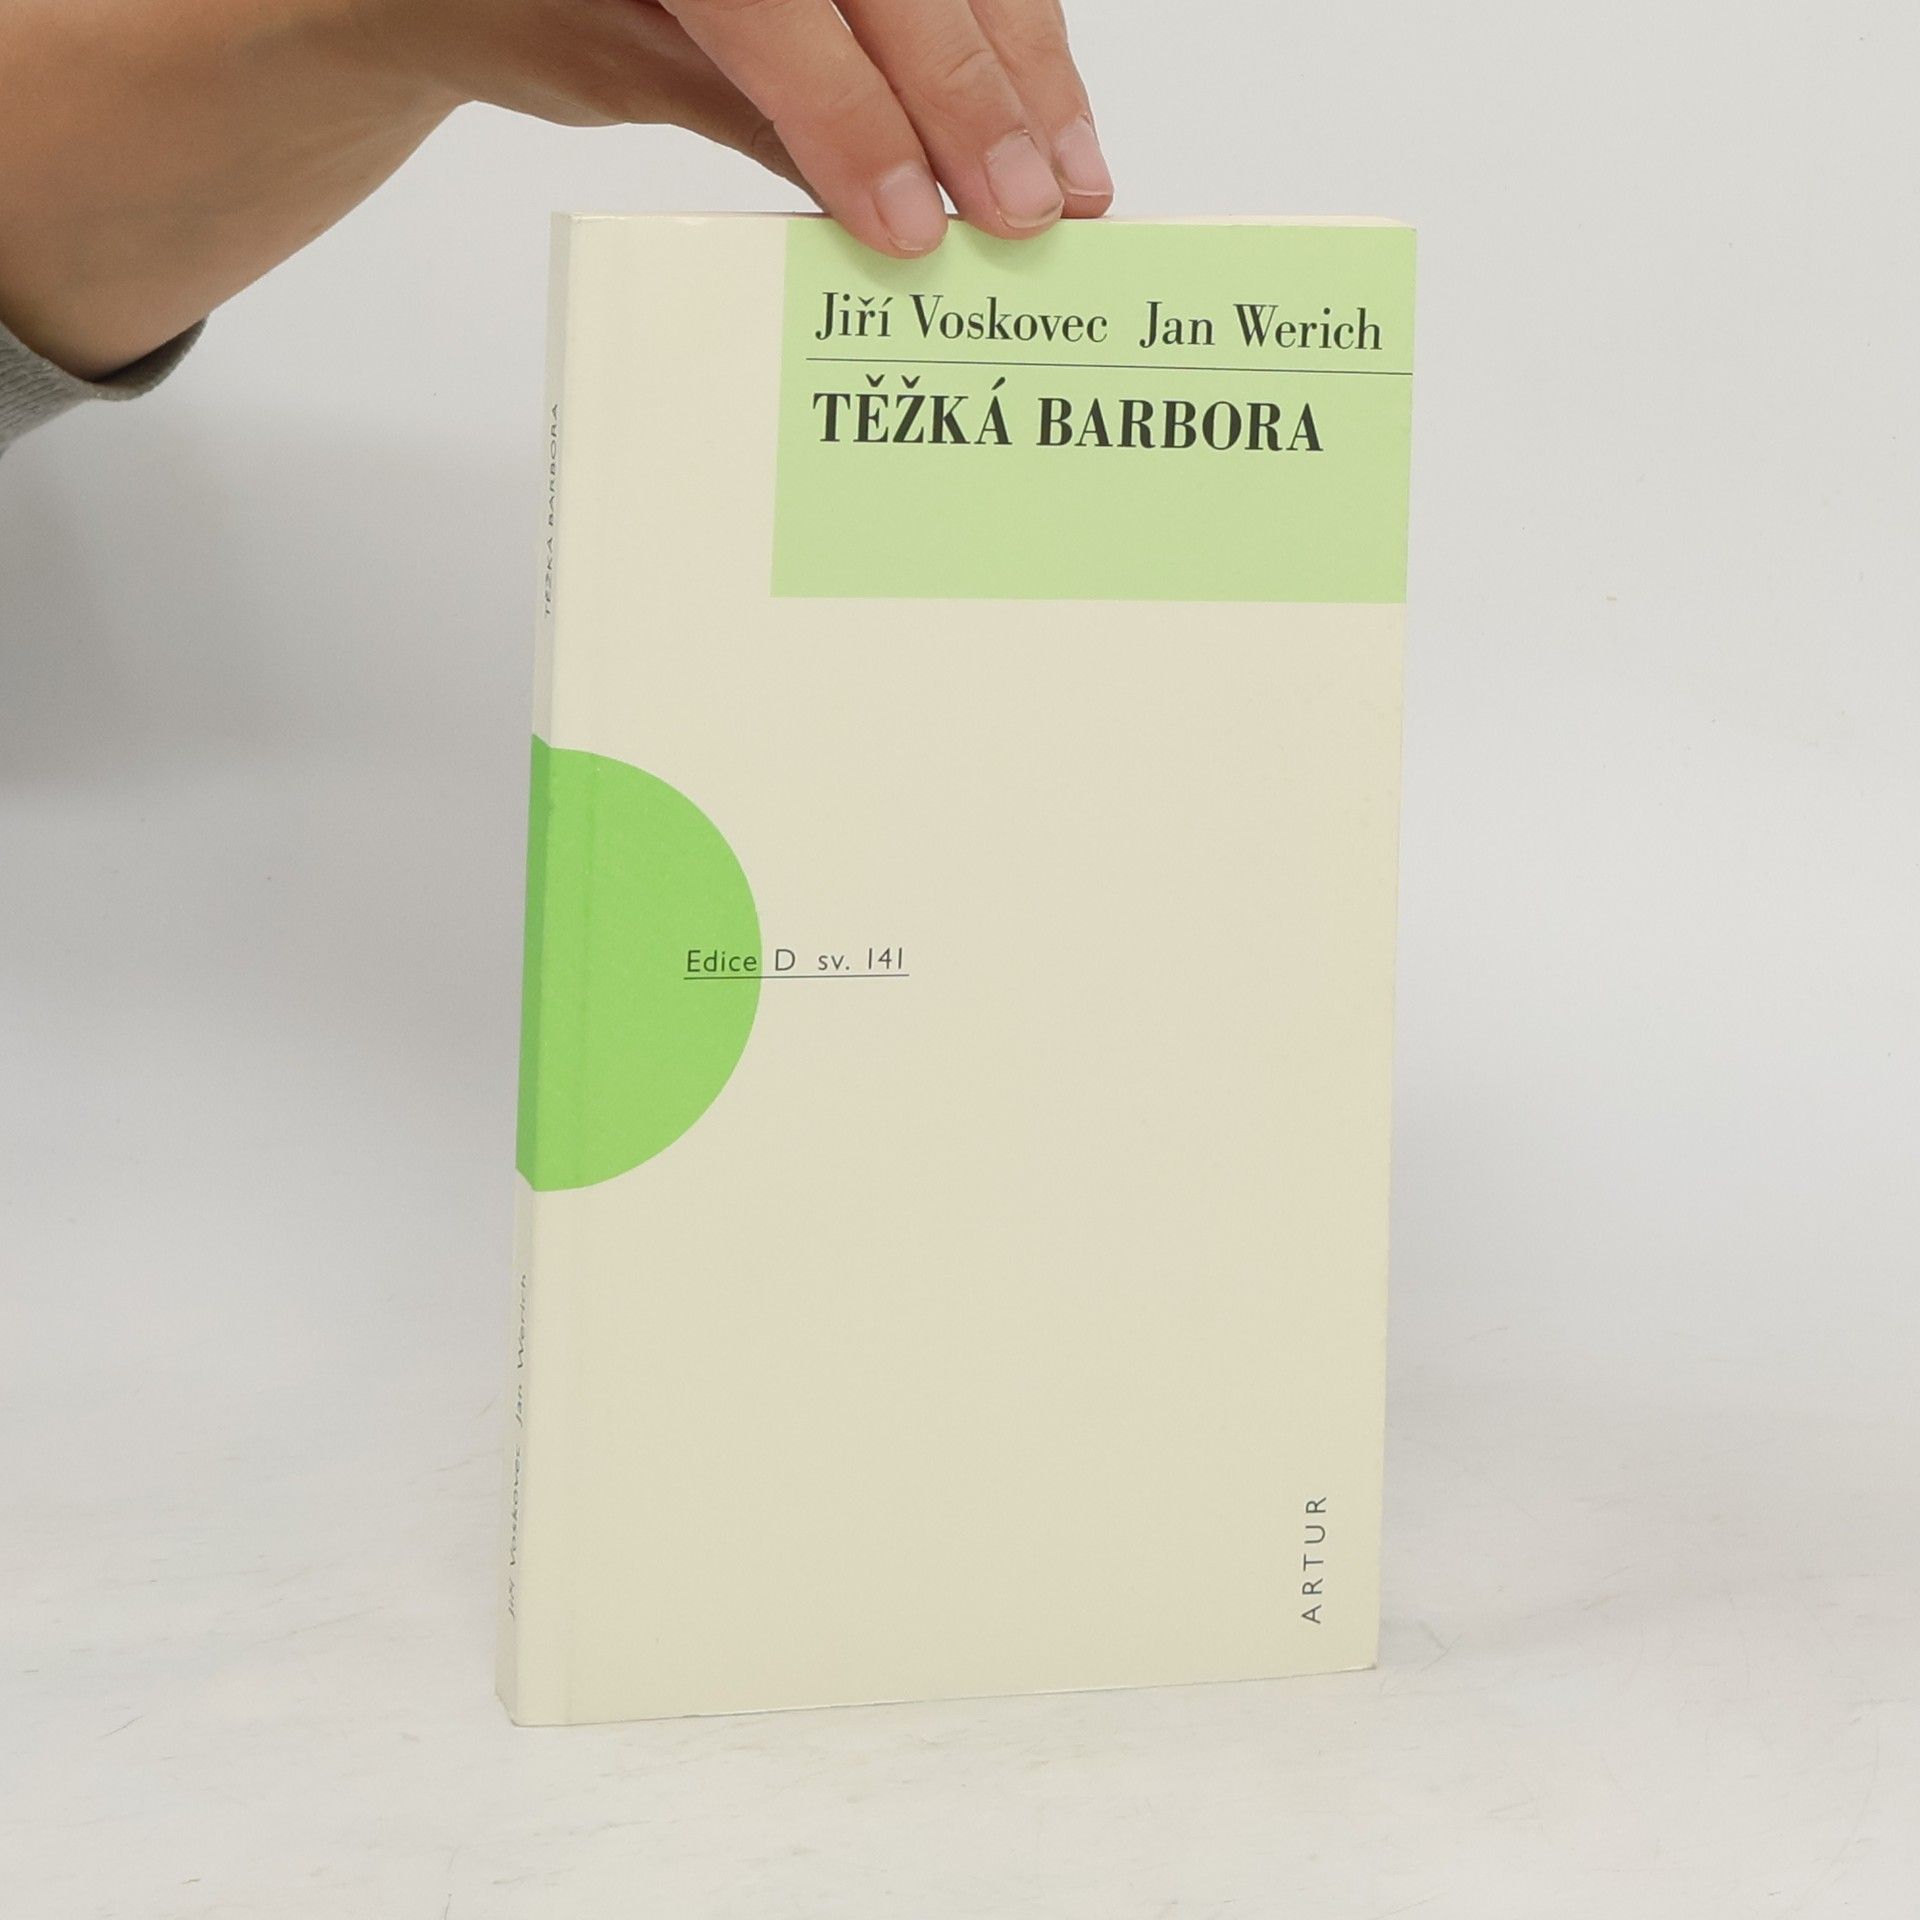 Jiří Voskovec Jan Werich
TĚŽKÁ BARBORA
Edice D sv. 141
ARTUR
TĚŽKÁ BARBORA
Jiří Voskovec Jan Werich